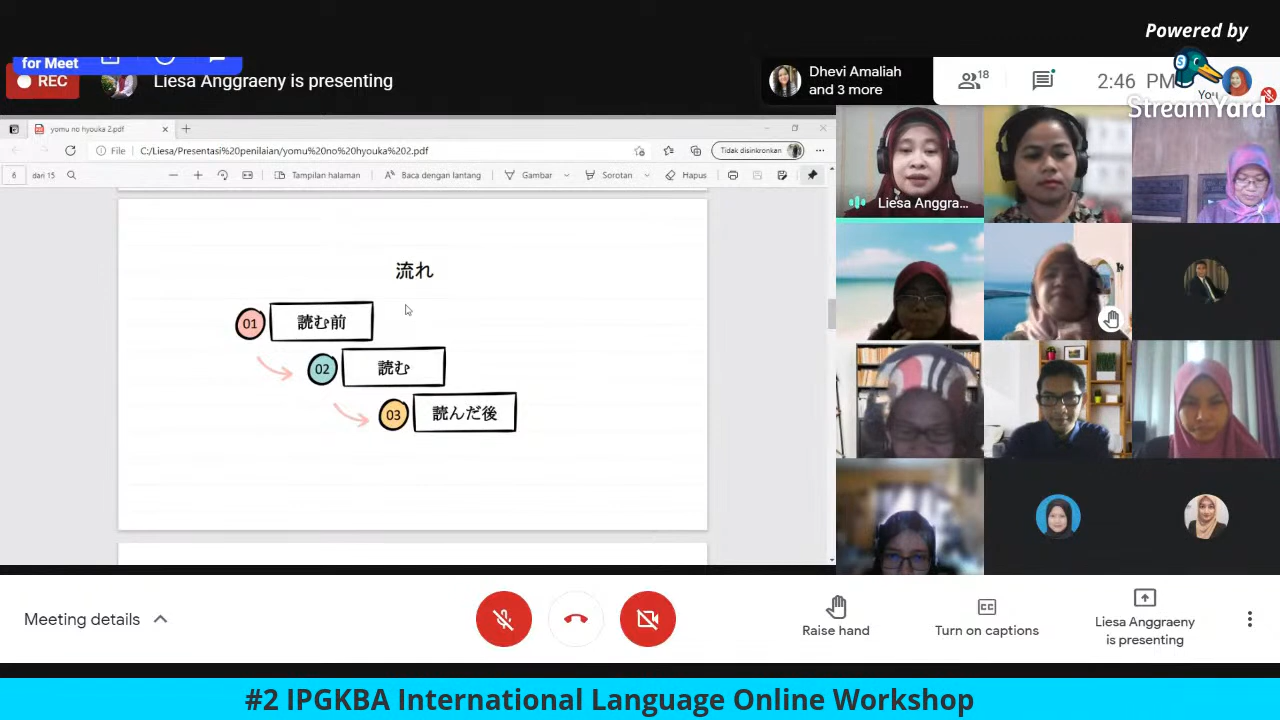 Powered by
StreamYard
for Meet
REC
Liesa Anggraeny is presenting
Dhevi Amaliah
and 3 more
18
2:46 PM
You
yomu no hyouka 2.pdf
File
C:/Liesa/Presentasi%20penilaian/yomu%20no%20hyouka%202.pdf
Tidak disinkronkan
6
dari 15
Tampilan halaman
Baca dengan lantang
Gambar
Sorotan
Hapus
流れ
01 読む前
02 読む
03 読んだ後
Liesa Anggra...
Meeting details
Raise hand
Turn on captions
Liesa Anggraeny
is presenting
#2 IPGKBA International Language Online Workshop